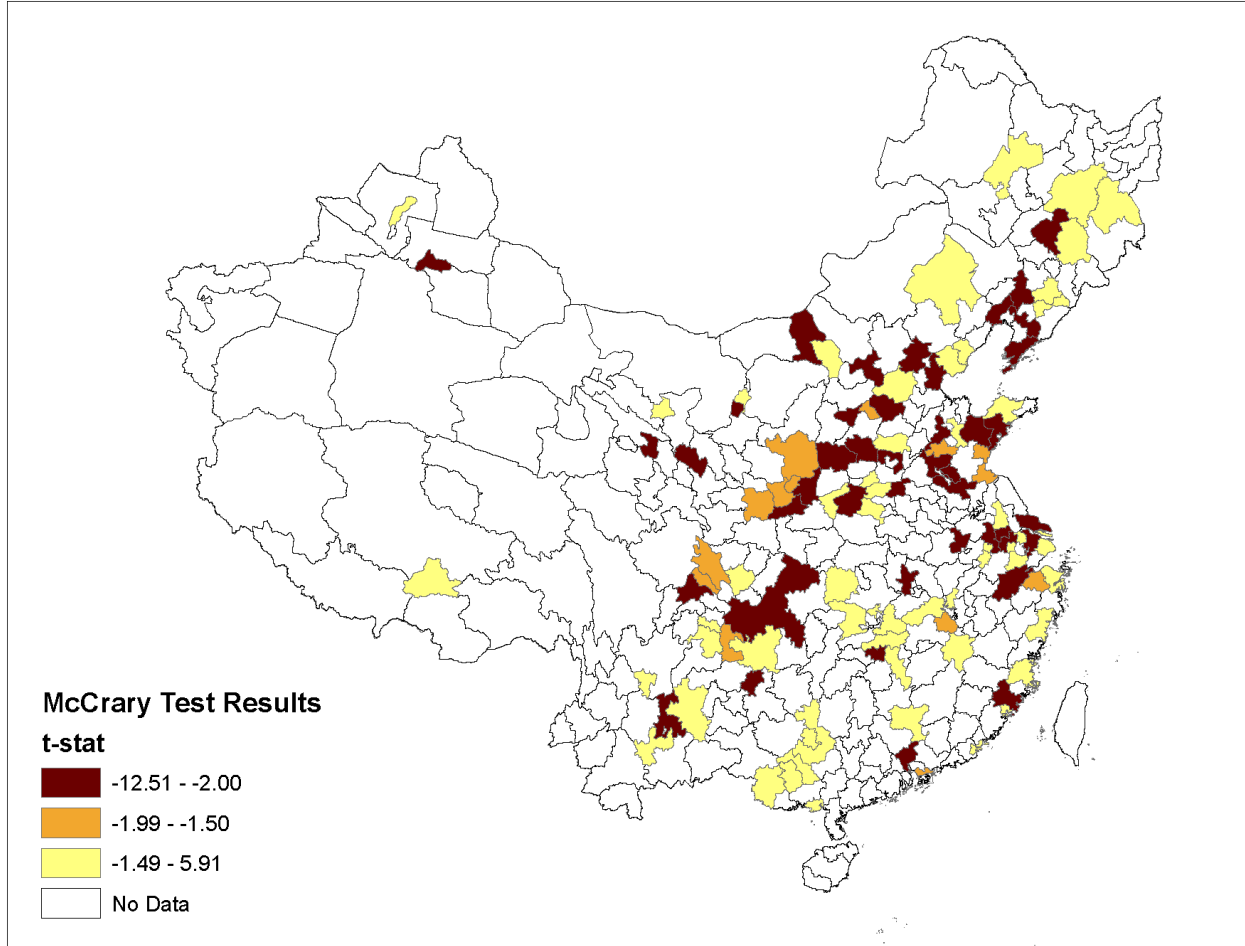 McCrary Test Results
t-stat
-12.51 - -2.00
-1.99 - -1.50
-1.49 - 5.91
No Data